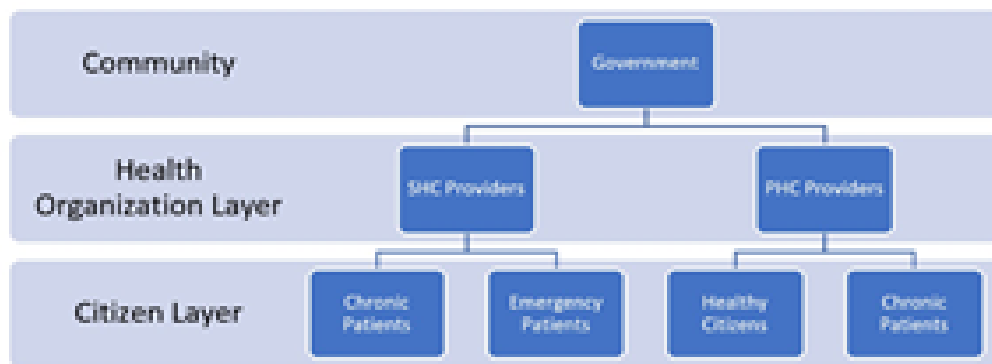 Community
Government
Health
Organization Layer
SHC Providers
PHC Providers
Citizen Layer
Chronic
Patients
Emergency
Patients
Healthy
Citizens
Chronic
Patients